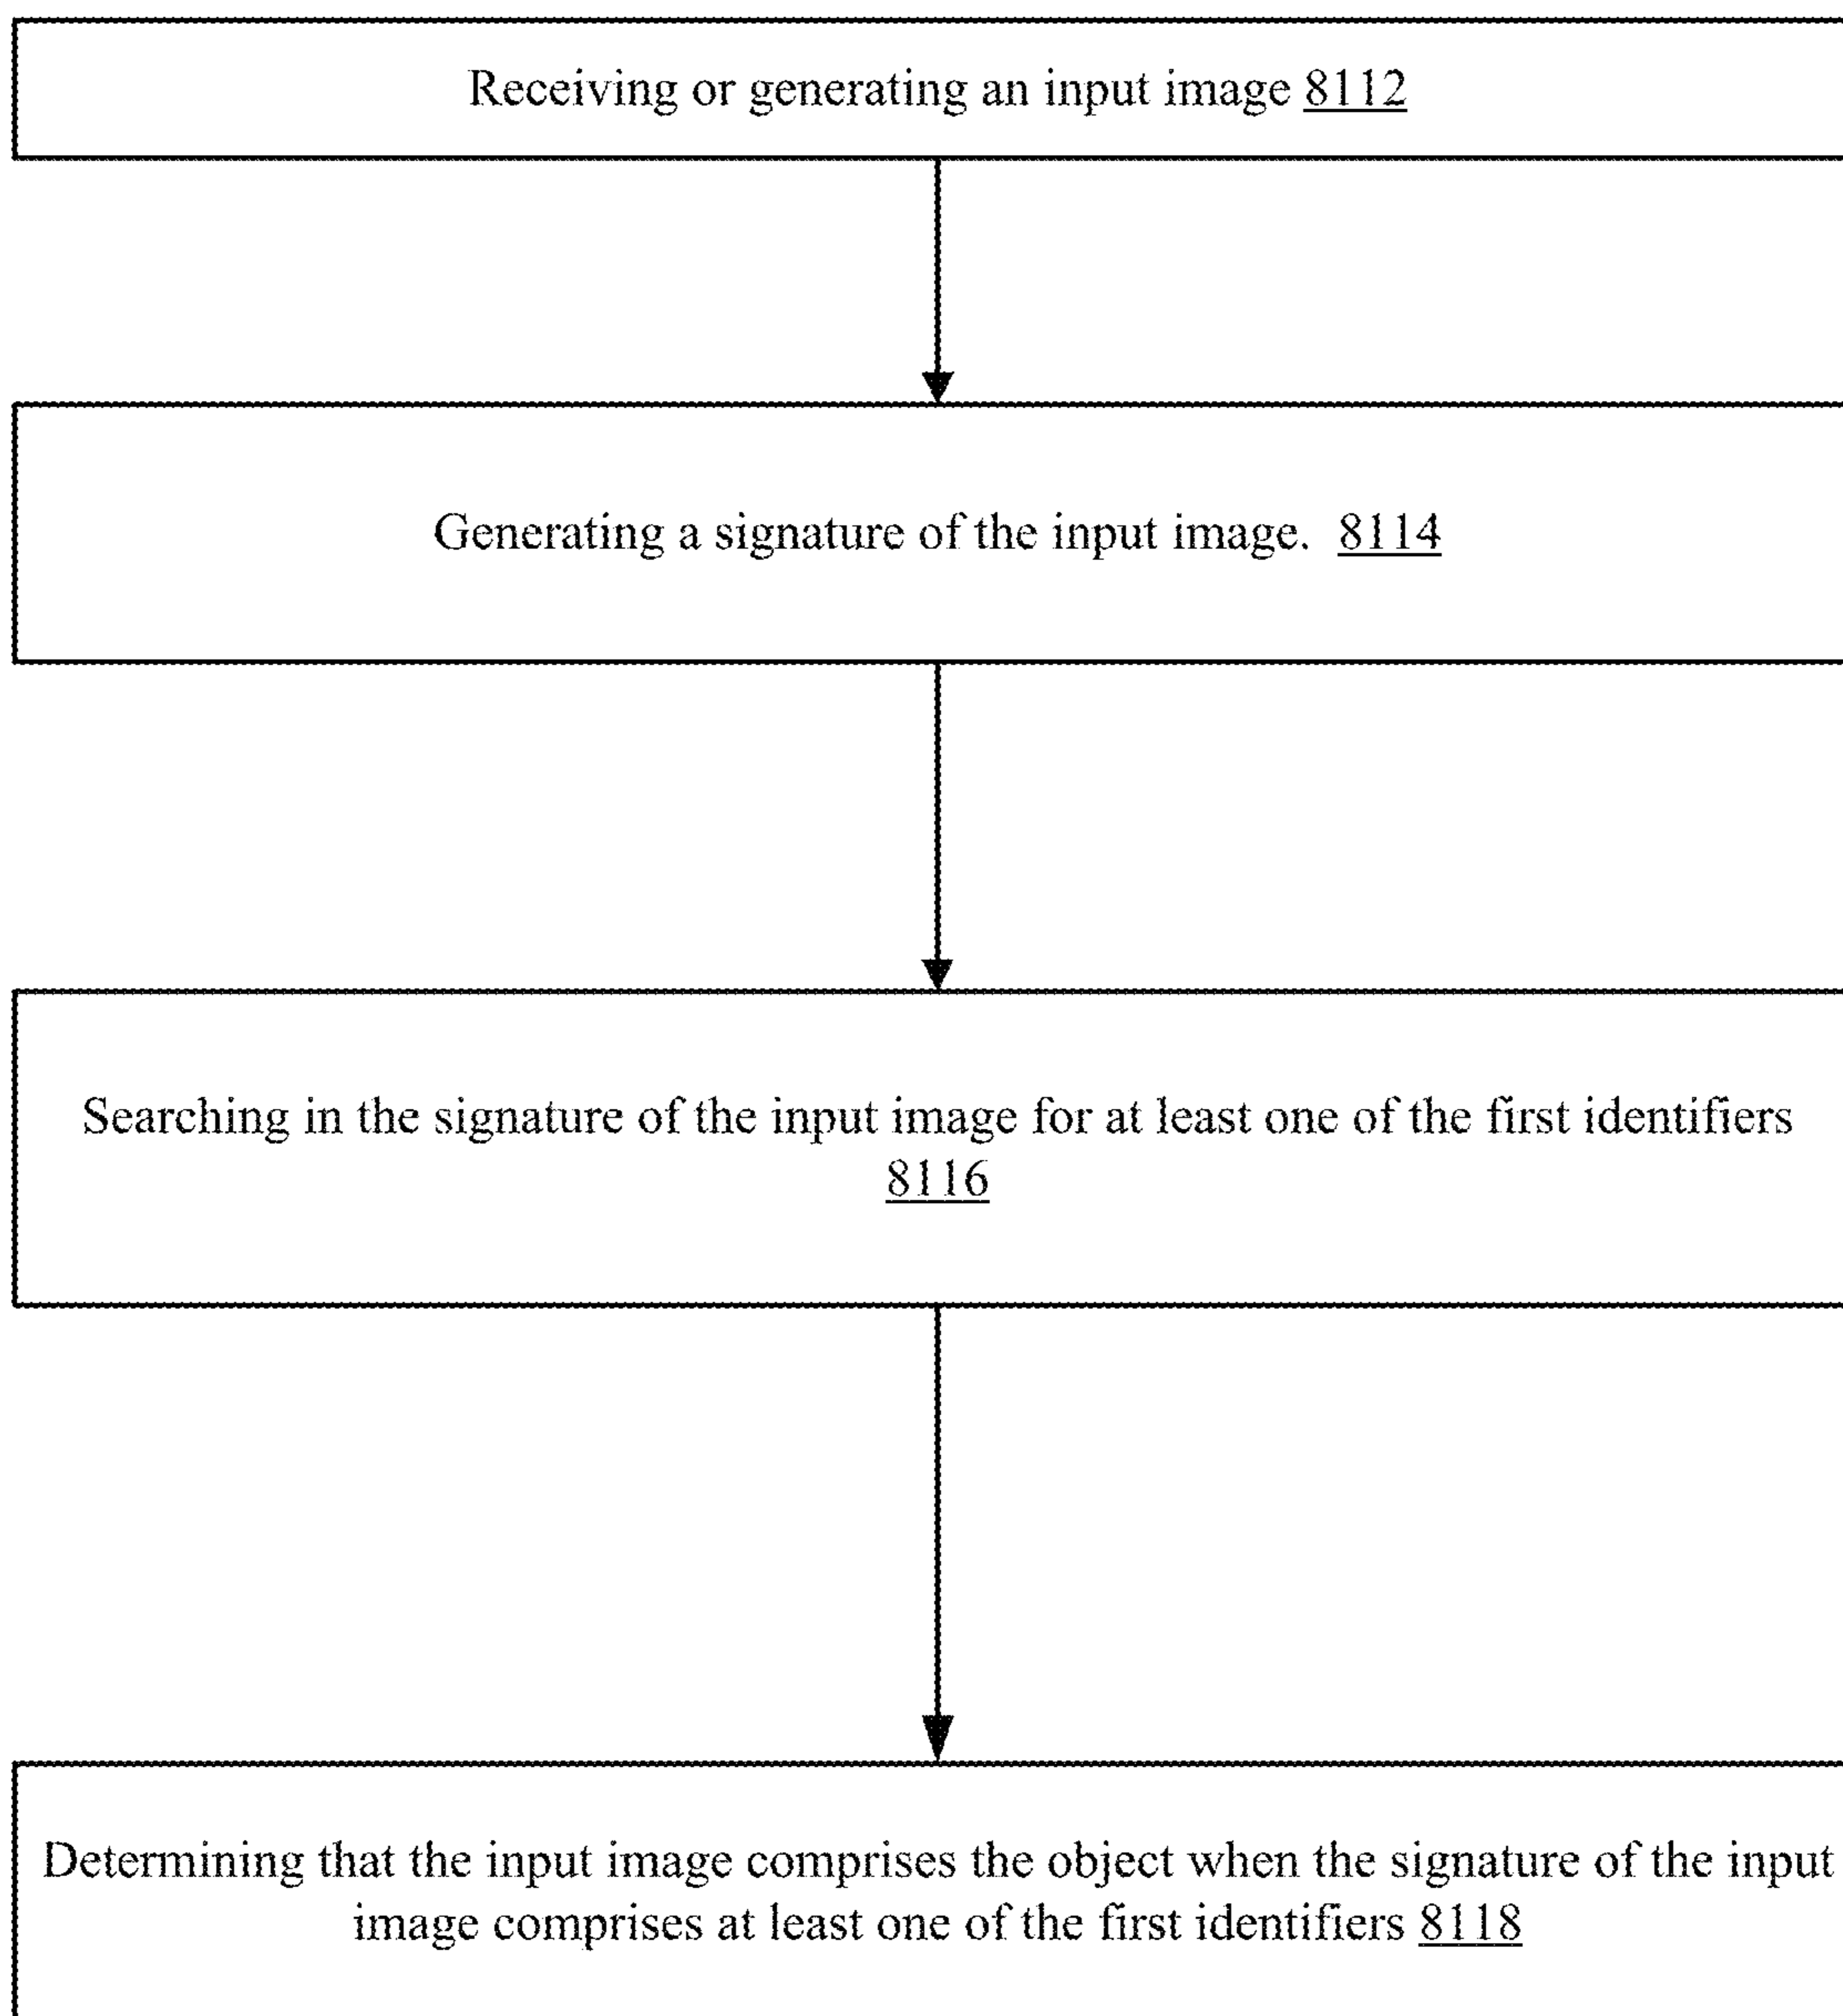 Receiving or generating an input image 8112
Generating a signature of the input image. 8114
Searching in the signature of the input image for at least one of the first identifiers
8116
Determining that the input image comprises the object when the signature of the input
image comprises at least one of the first identifiers 8118